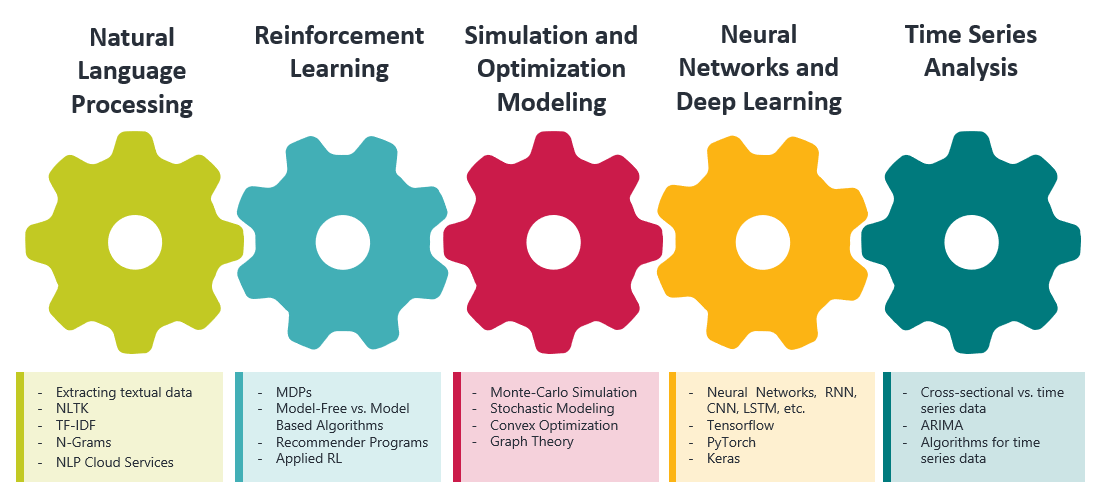 Natural
Language
Processing
Reinforcement
Learning
Simulation and
Optimization
Modeling
Neural
Networks and
Deep Learning
Time Series
Analysis
- Extracting textual data
- NLTK
- TF-IDF
- N-Grams
- NLP Cloud Services
- MDPs
- Model-Free vs. Model
Based Algorithms
- Recommender Programs
- Applied RL
- Monte-Carlo Simulation
- Stochastic Modeling
- Convex Optimization
- Graph Theory
- Neural Networks, RNN,
CNN, LSTM, etc.
- Tensorflow
- PyTorch
- Keras
- Cross-sectional vs. time
series data
- ARIMA
- Algorithms for time
series data